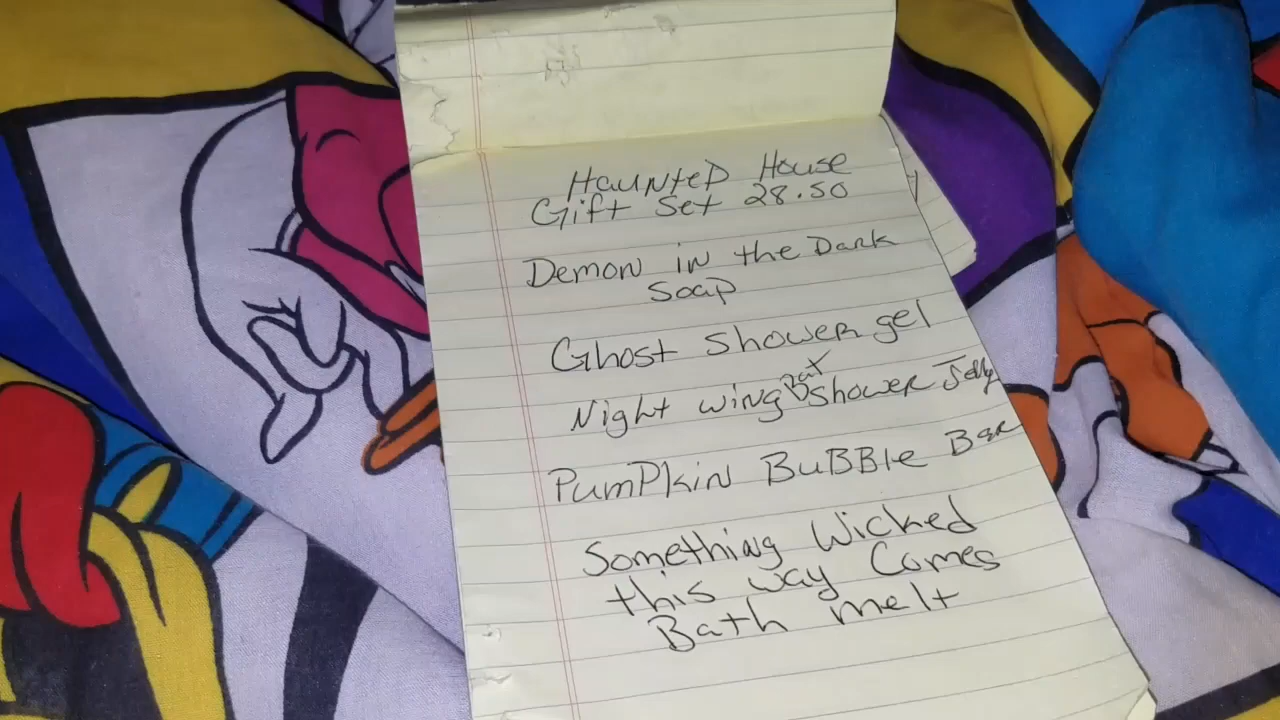 Haunted House
Gift Set 28.50
Demon in the Dark
Soap
Ghost shower gel
Night wing Bat shower Jelly
Pumpkin Bubble Bar
Something Wicked
this way Comes
Bath melt